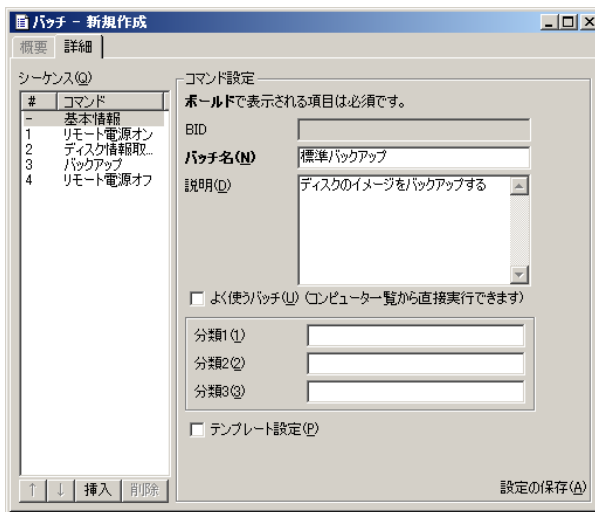 バッチ - 新規作成
概要 詳細
シーケンス(Q)
# コマンド
- 基本情報
1 リモート電源オン
2 ディスク情報取...
3 バックアップ
4 リモート電源オフ
↑ ↓ 挿入 削除
コマンド設定
ボールドで表示される項目は必須です。
BID
バッチ名(N) 標準バックアップ
説明(D) ディスクのイメージをバックアップする
よく使うバッチ(U) (コンピューター覧から直接実行できます)
分類1(1)
分類2(2)
分類3(3)
テンプレート設定(P)
設定の保存(A)